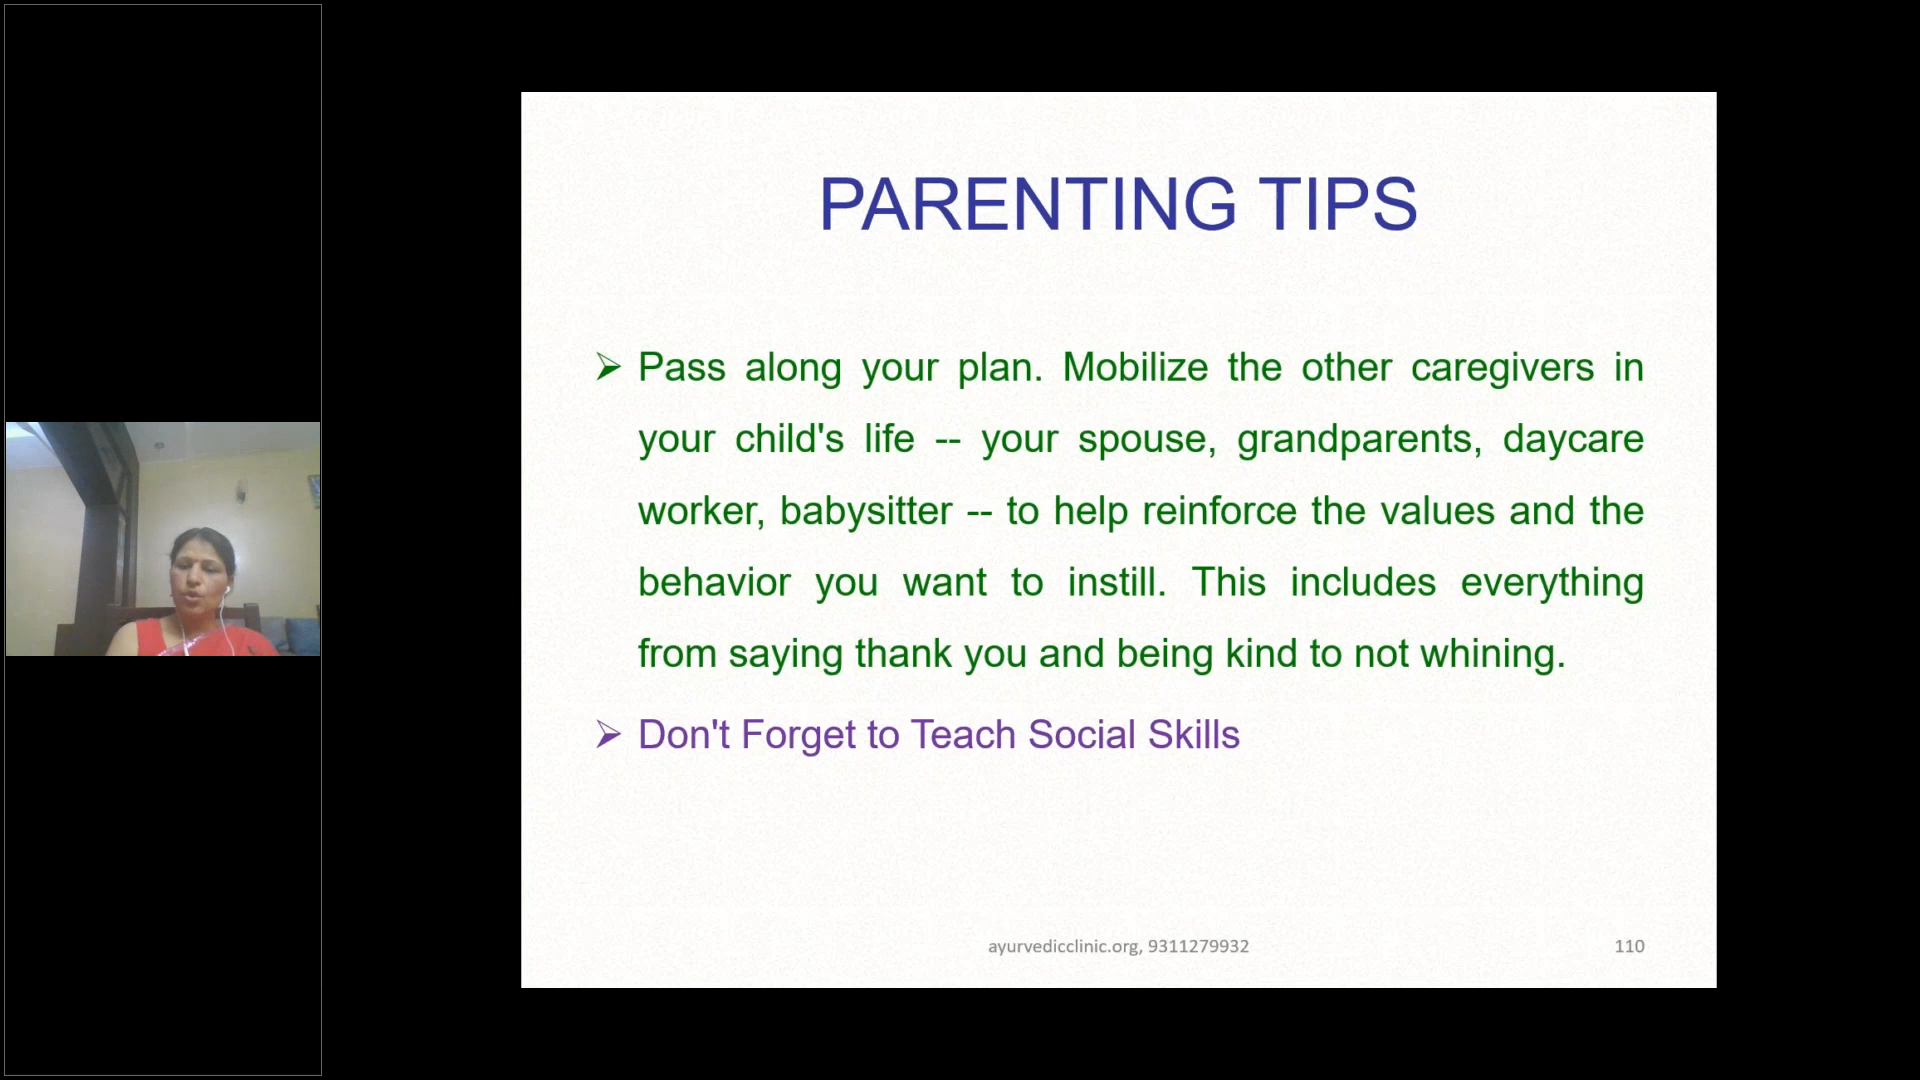 PARENTING TIPS
➢ Pass along your plan. Mobilize the other caregivers in
your child's life -- your spouse, grandparents, daycare
worker, babysitter -- to help reinforce the values and the
behavior you want to instill. This includes everything
from saying thank you and being kind to not whining.
➢ Don't Forget to Teach Social Skills
ayurvedicclinic.org, 9311279932
110